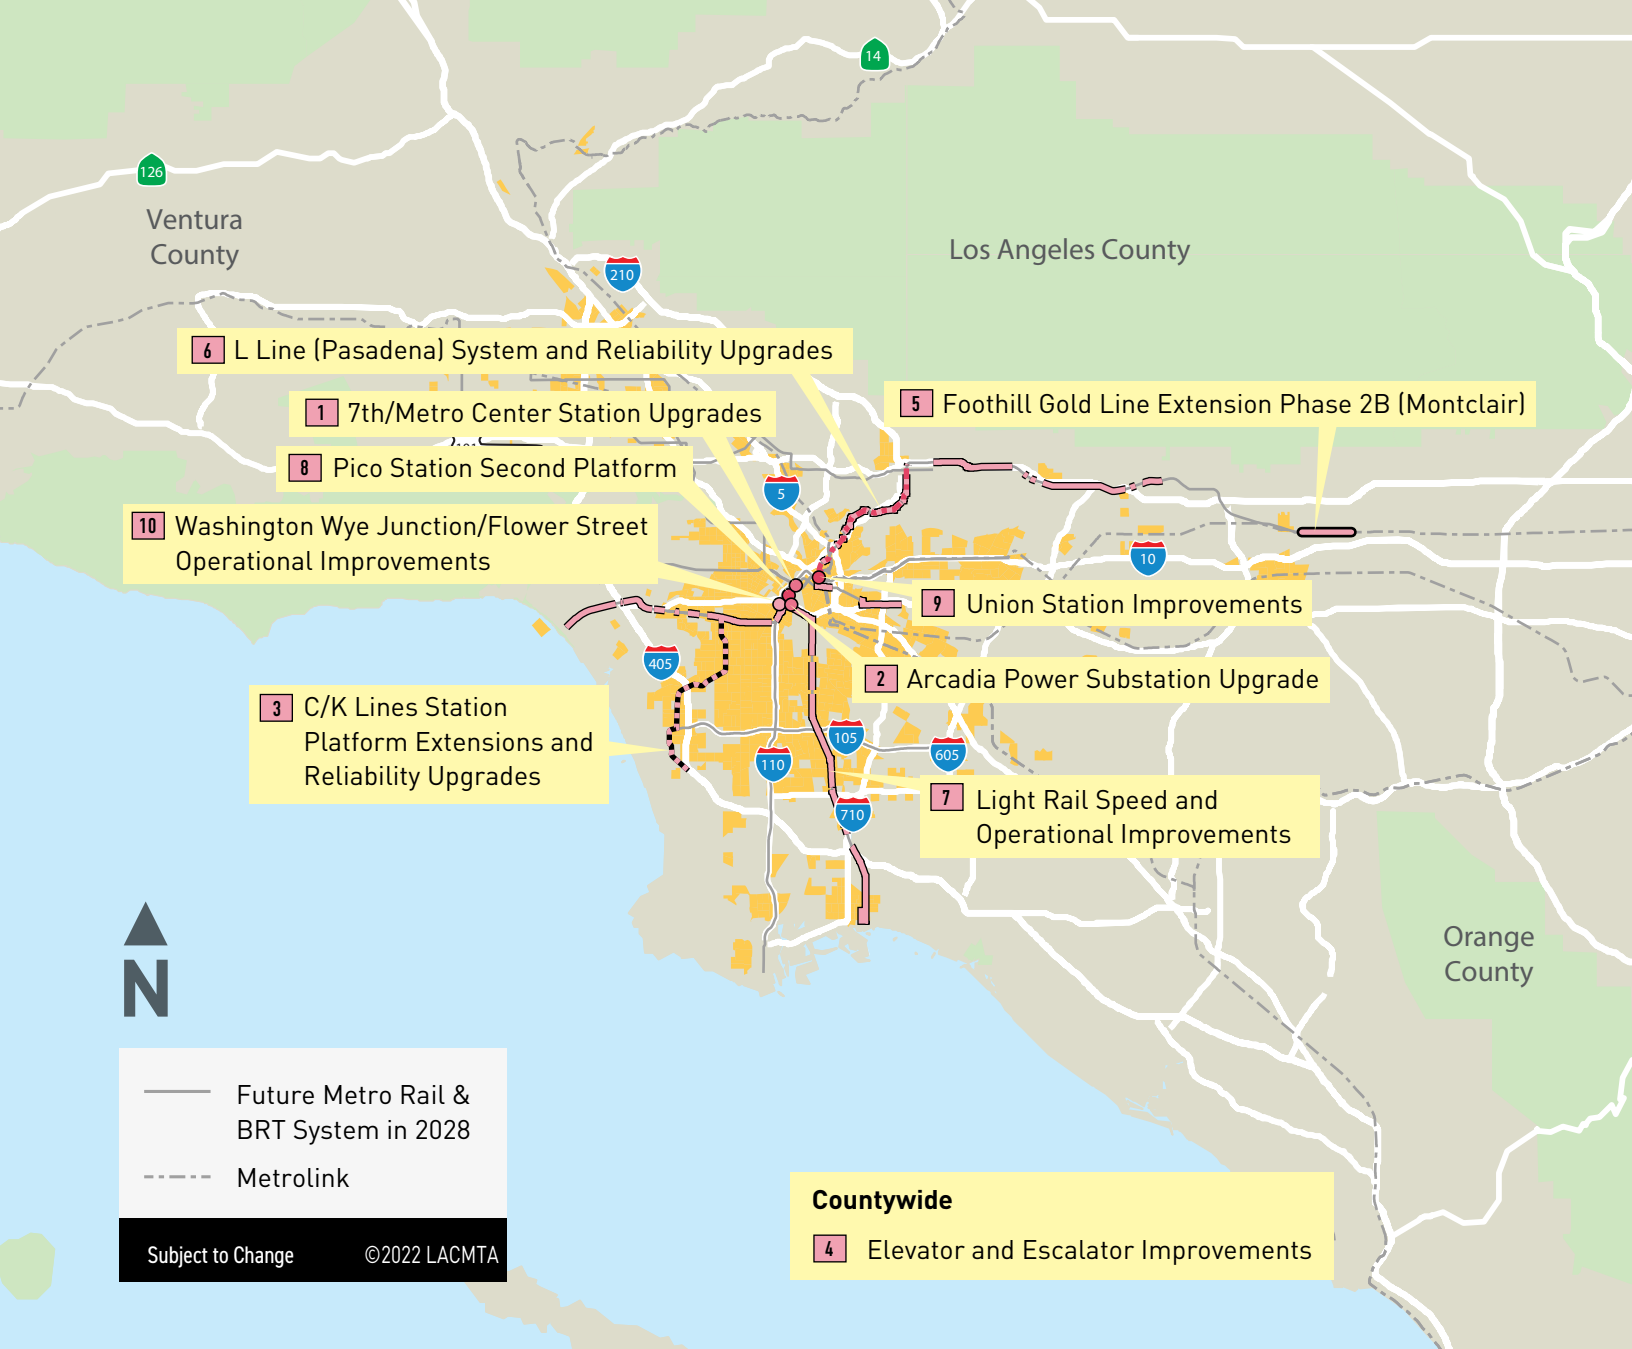 14
126
Ventura
County
Los Angeles County
210
6 L Line (Pasadena) System and Reliability Upgrades
5 Foothill Gold Line Extension Phase 2B (Montclair)
1 7th/Metro Center Station Upgrades
8 Pico Station Second Platform
5
10 Washington Wye Junction/Flower Street
Operational Improvements
10
9 Union Station Improvements
405
2 Arcadia Power Substation Upgrade
3 C/K Lines Station
Platform Extensions and
Reliability Upgrades
105
605
110
7 Light Rail Speed and
Operational Improvements
710
Orange
County
N
Future Metro Rail &
BRT System in 2028
Metrolink
Subject to Change ©2022 LACMTA
Countywide
4 Elevator and Escalator Improvements